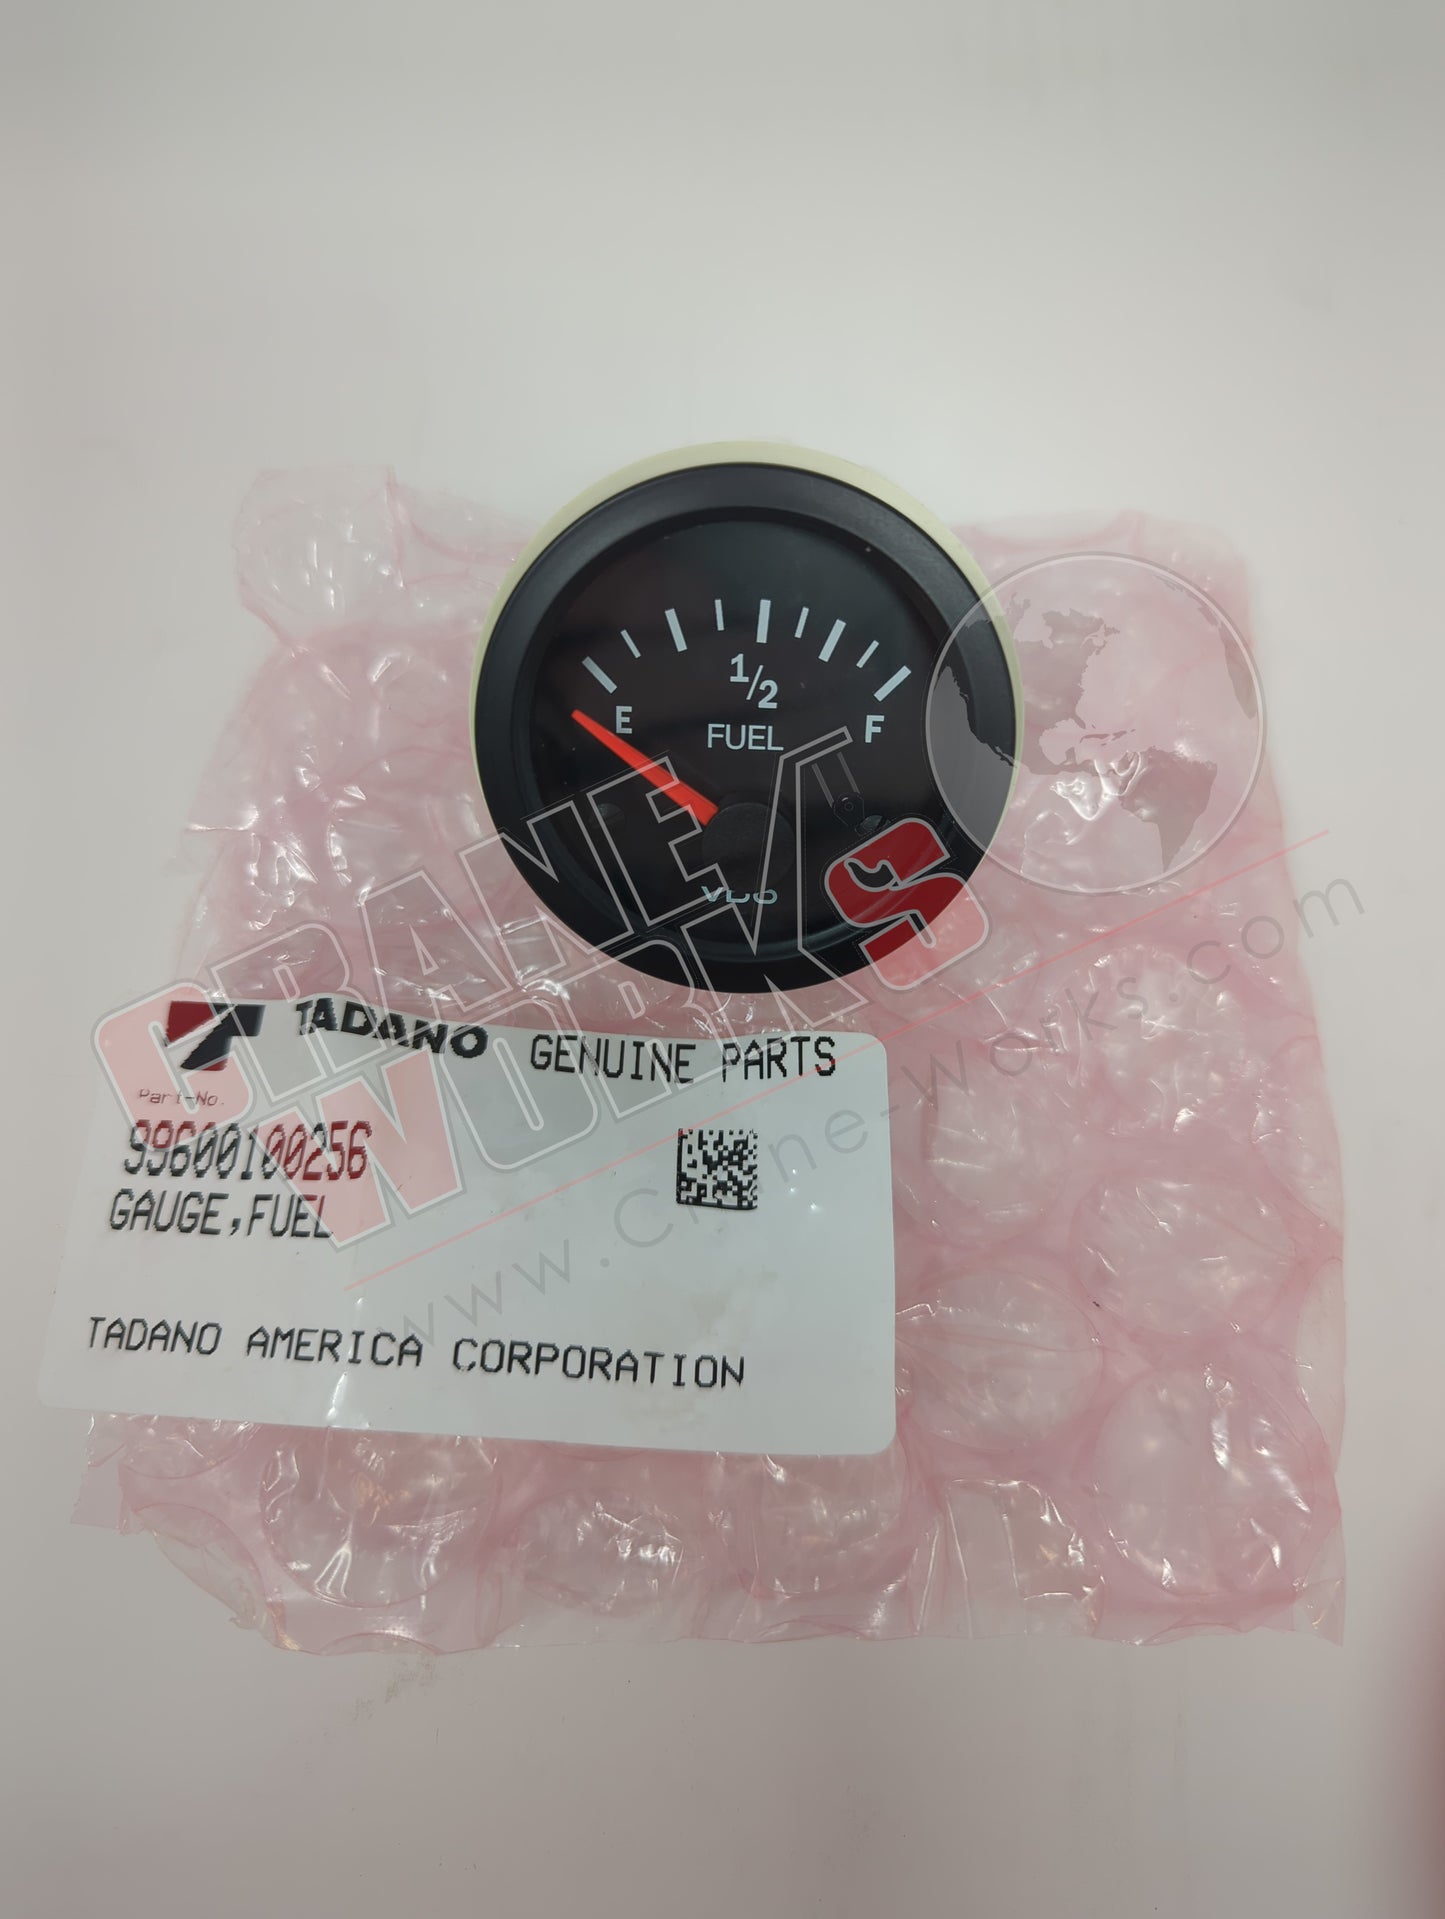 E
1/2
F
FUEL
VDO
CRANE
WORKS
www.Crane-Works.com
TADANO GENUINE PARTS
Part-No.
99600100256
GAUGE,FUEL
TADANO AMERICA CORPORATION